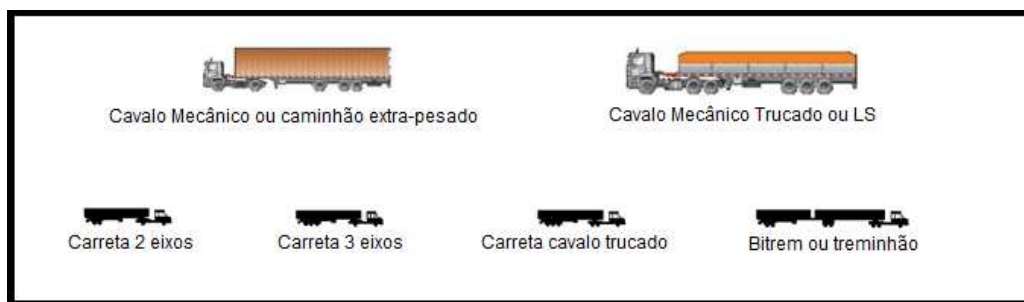 Cavalo Mecânico ou caminhão extra-pesado
Cavalo Mecânico Trucado ou LS
Carreta 2 eixos
Carreta 3 eixos
Carreta cavalo trucado
Bitrem ou treminhão